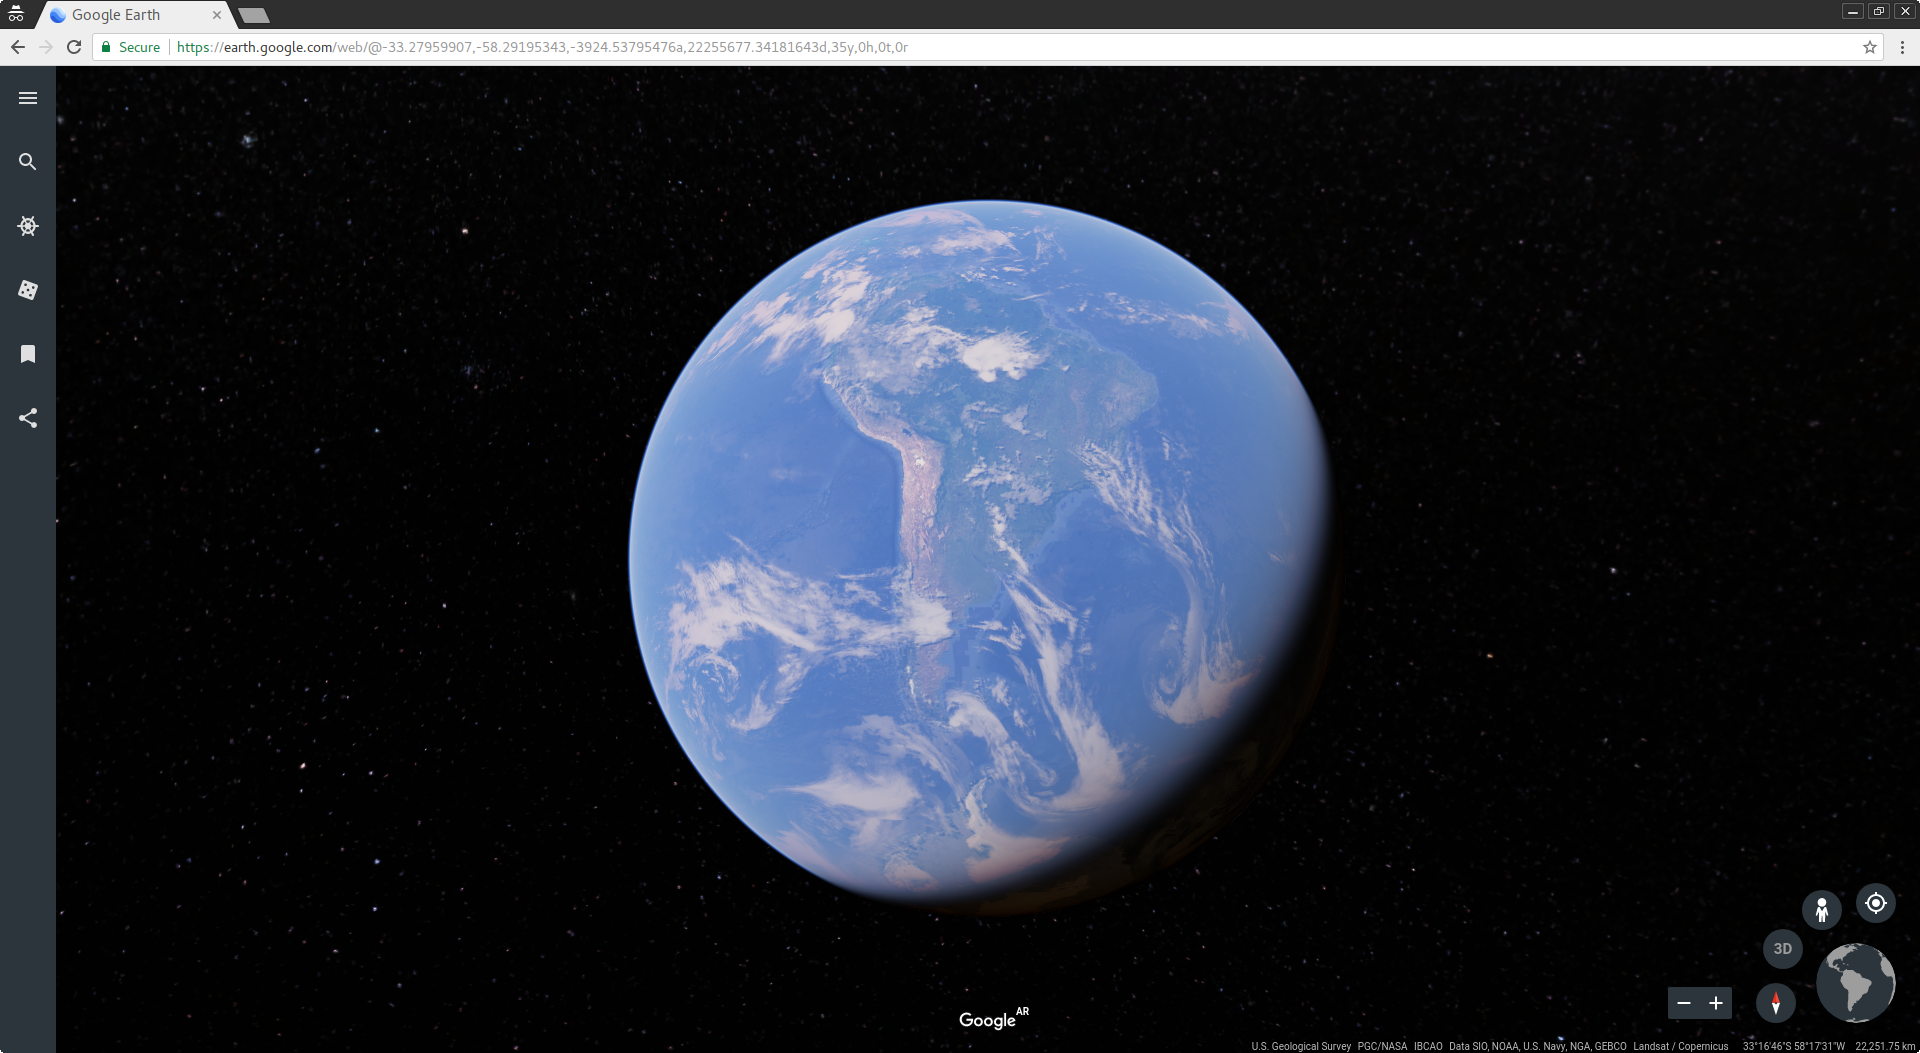 Google Earth
Secure https://earth.google.com/web/@-33.27959907,-58.29195343,-3924.53795476a,22255677.34181643d,35y,0h,0t,0r
3D
Google AR
U.S. Geological Survey PGC/NASA IBCAO Data SIO, NOAA, U.S. Navy, NGA, GEBCO Landsat / Copernicus 33°16'46"S 58°17'31"W 22,251.75 km